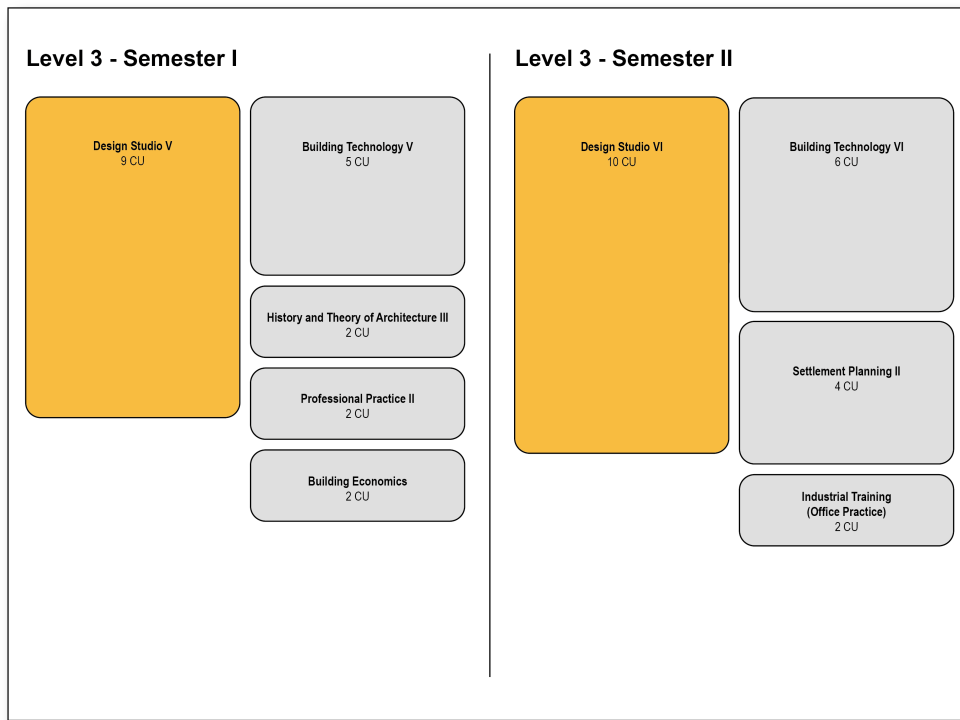 Level 3 - Semester I
Design Studio V
9 CU
Building Technology V
5 CU
History and Theory of Architecture III
2 CU
Professional Practice II
2 CU
Building Economics
2 CU
Level 3 - Semester II
Design Studio VI
10 CU
Building Technology VI
6 CU
Settlement Planning II
4 CU
Industrial Training
(Office Practice)
2 CU